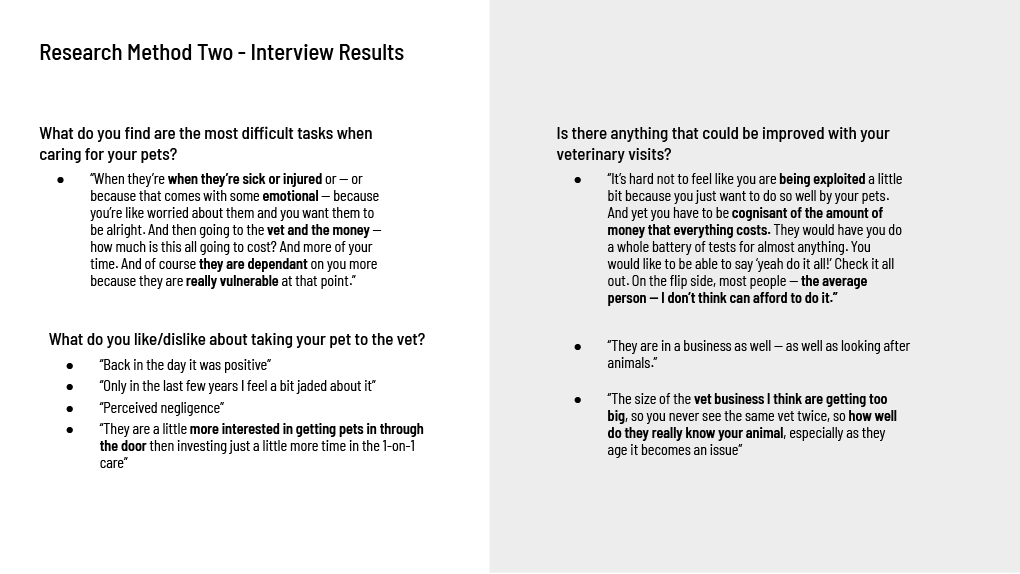 Research Method Two - Interview Results
What do you find are the most difficult tasks when
caring for your pets?
● “When they’re when they’re sick or injured or — or
because that comes with some emotional — because
you’re like worried about them and you want them to
be alright. And then going to the vet and the money —
how much is this all going to cost? And more of your
time. And of course they are dependant on you more
because they are really vulnerable at that point.”
What do you like/dislike about taking your pet to the vet?
● “Back in the day it was positive”
● “Only in the last few years I feel a bit jaded about it”
● “Perceived negligence”
● “They are a little more interested in getting pets in through
the door then investing just a little more time in the 1-on-1
care”
Is there anything that could be improved with your
veterinary visits?
● “It’s hard not to feel like you are being exploited a little
bit because you just want to do so well by your pets.
And yet you have to be cognisant of the amount of
money that everything costs. They would have you do
a whole battery of tests for almost anything. You
would like to be able to say ‘yeah do it all!’ Check it all
out. On the flip side, most people — the average
person — I don’t think can afford to do it.”
● “They are in a business as well — as well as looking after
animals.”
● “The size of the vet business I think are getting too
big, so you never see the same vet twice, so how well
do they really know your animal, especially as they
age it becomes an issue”